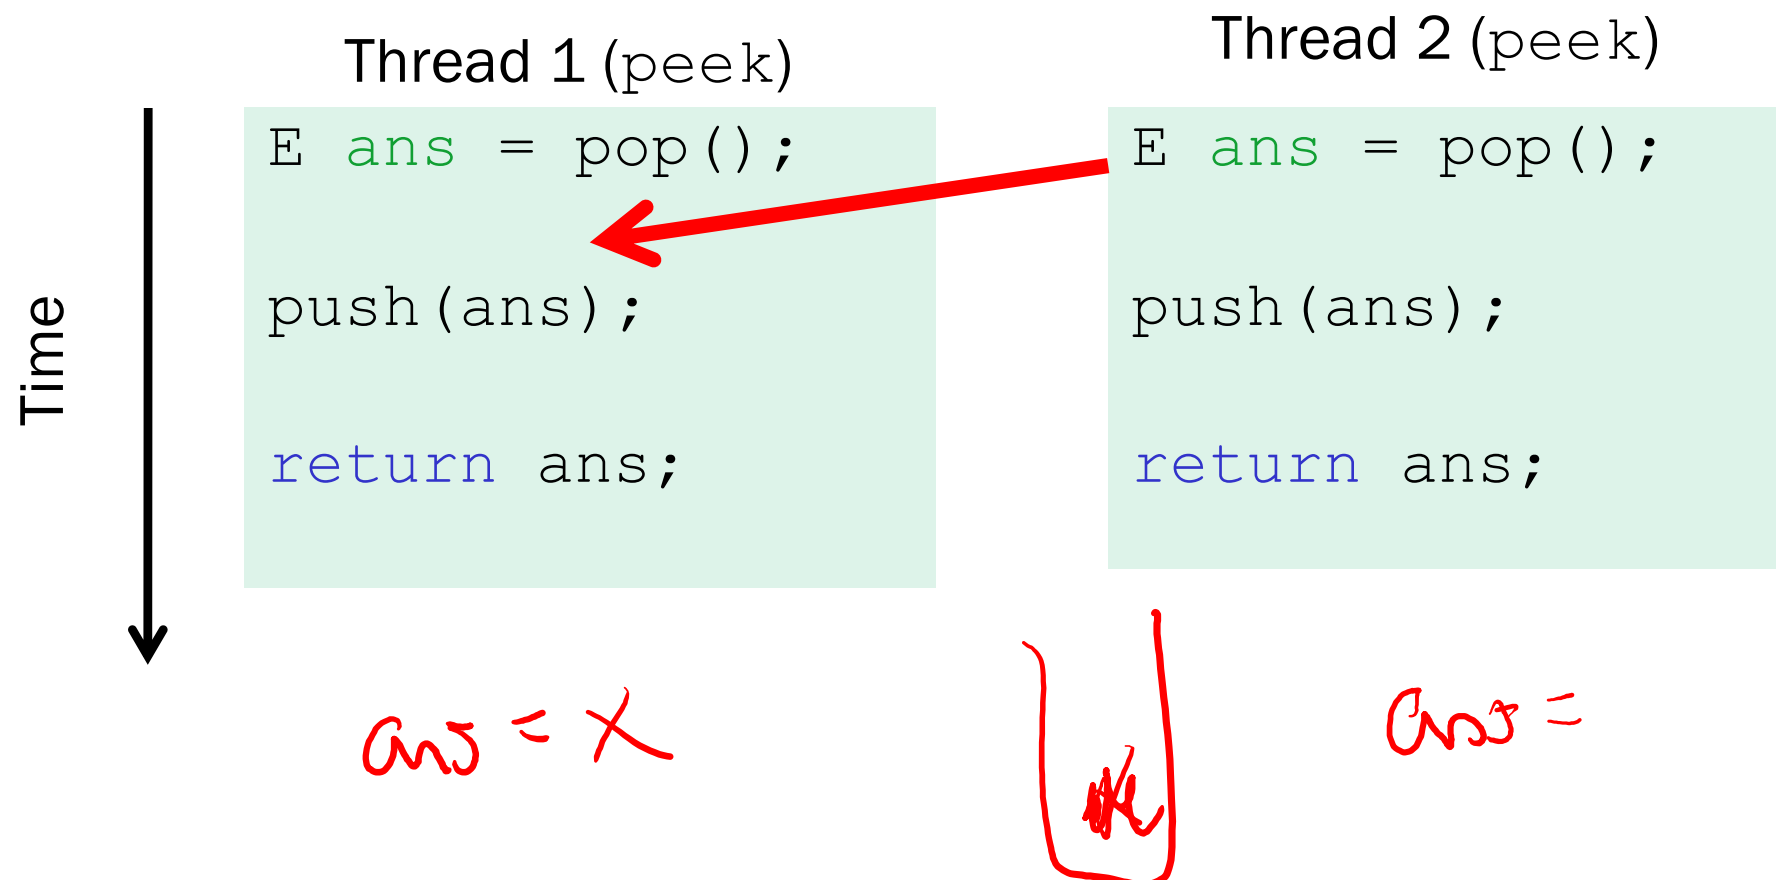 Thread 1 (peek)
E ans = pop();
push(ans);
return ans;
Thread 2 (peek)
E ans = pop();
push(ans);
return ans;
Time
ans = x
ans =